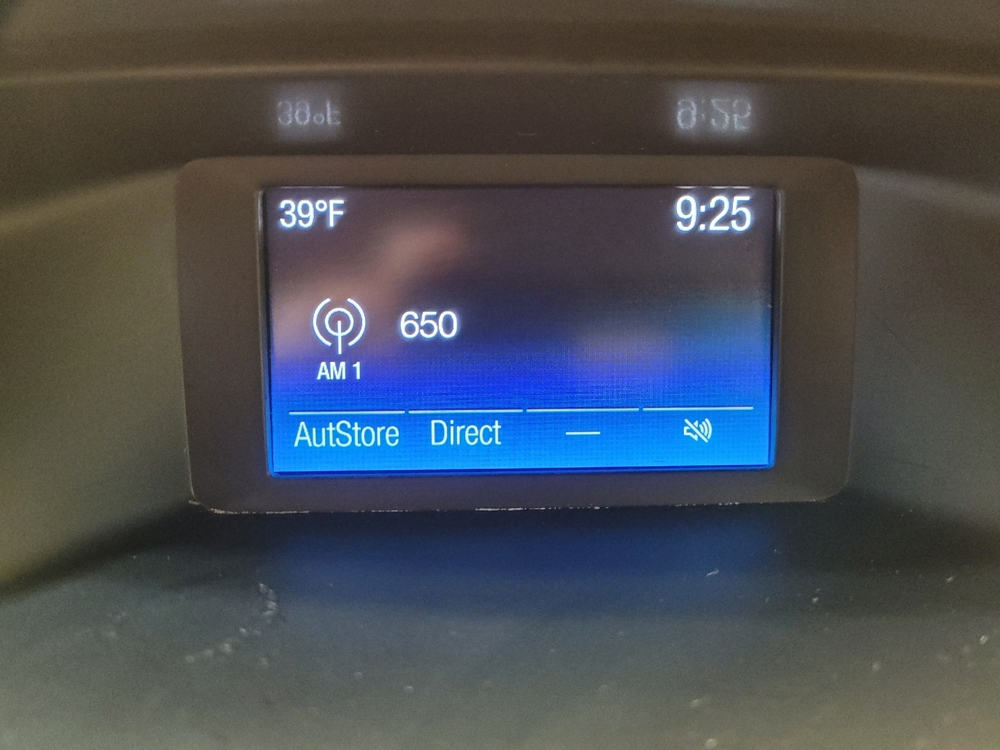 39°F 9:25
650
AM 1
AutStore Direct —